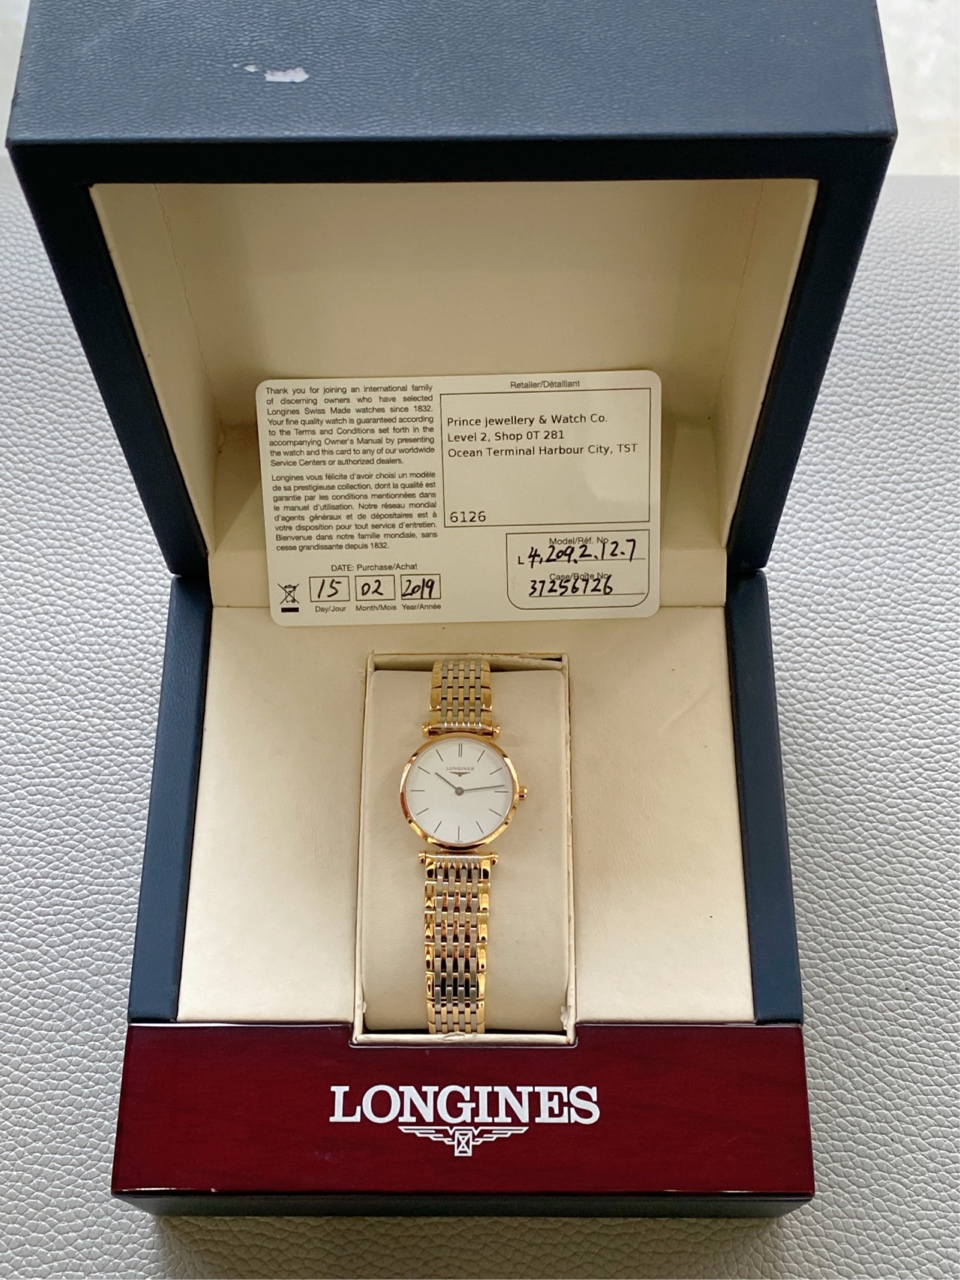 Thank you for joining an international family
of discerning owners who have selected
Longines Swiss Made watches since 1832.
Your fine quality watch is guaranteed according
to the Terms and Conditions set forth in the
accompanying Owner's Manual by presenting
the watch and this card to any of our worldwide
Service Centers or authorized dealers.
Longines vous félicite d'avoir choisi un modèle
de sa prestigieuse collection, dont la qualité est
garantie par les conditions mentionnées dans
le manuel d'utilisation. Notre réseau mondial
d'agents généraux et de dépositaires est à
votre disposition pour tout service d'entretien.
Bienvenue dans notre famille mondiale, sans
cesse grandissante depuis 1832.
DATE: Purchase/Achat
15 02 2019
Day/Jour Month/Mois Year/Année
Retailer/Détaillant
Prince Jewellery & Watch Co.
Level 2, Shop OT 281
Ocean Terminal Harbour City, TST
6126
Model/Réf. No
L 4,209.2.12.7
Case/Boîte No
37256726
LONGINES
LONGINES